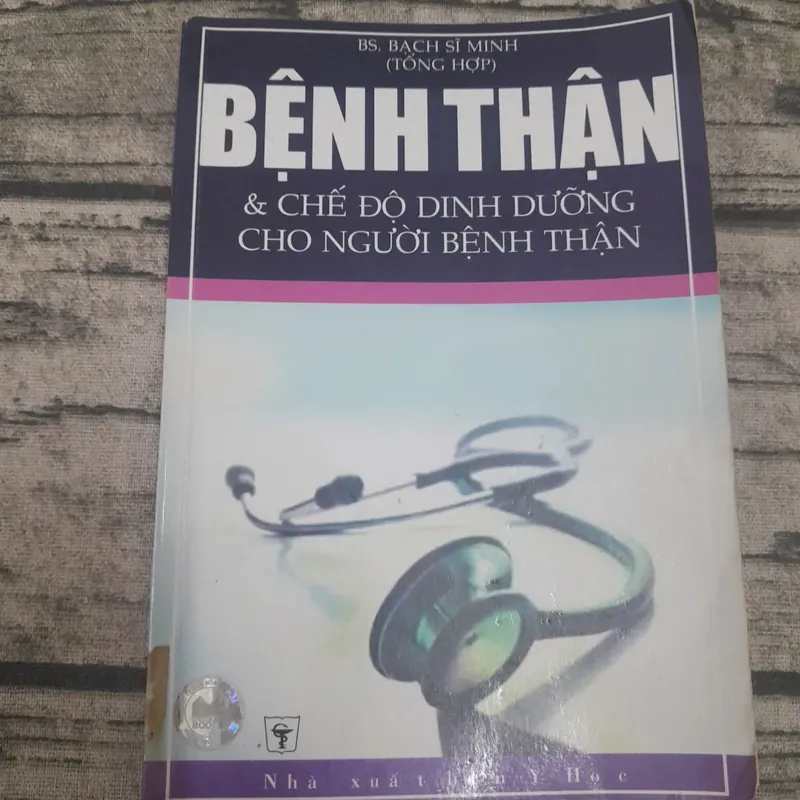 BS. BẠCH SĨ MINH
(TỔNG HỢP)
BỆNH THẬN
& CHẾ ĐỘ DINH DƯỠNG
CHO NGƯỜI BỆNH THẬN
Nhà xuất bản Y Học